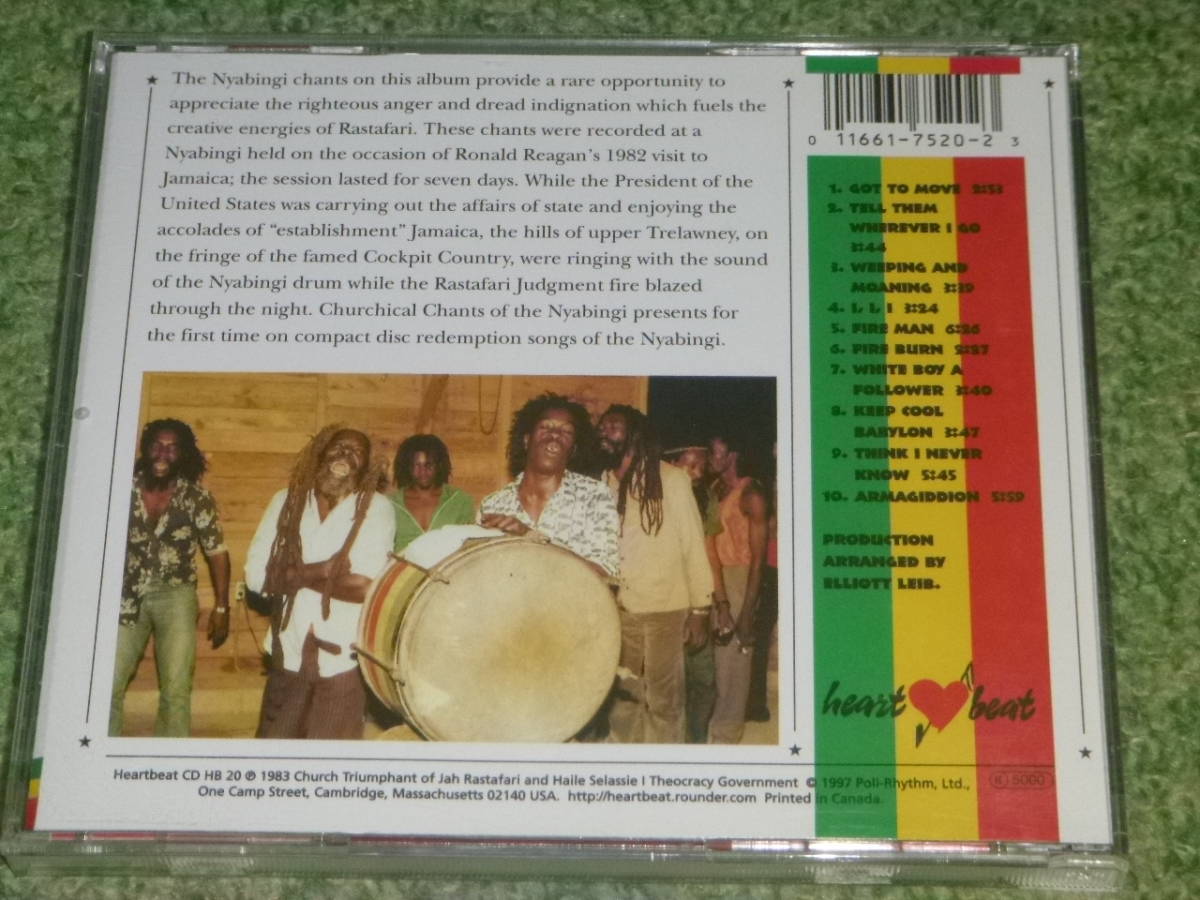 The Nyabingi chants on this album provide a rare opportunity to
appreciate the righteous anger and dread indignation which fuels the
creative energies of Rastafari. These chants were recorded at a
Nyabingi held on the occasion of Ronald Reagan's 1982 visit to
Jamaica; the session lasted for seven days. While the President of the
United States was carrying out the affairs of state and enjoying the
accolades of "establishment" Jamaica, the hills of upper Trelawney, on
the fringe of the famed Cockpit Country, were ringing with the sound
of the Nyabingi drum while the Rastafari Judgment fire blazed
through the night. Churchical Chants of the Nyabingi presents for
the first time on compact disc redemption songs of the Nyabingi.
0 11661-7520-2 3
1. GOT TO MOVE 2:53
2. TELL THEM
WHEREVER I GO
3:44
3. WEEPING AND
MOANING 3:19
4. I, I, I 3:24
5. FIRE MAN 6:26
6. FIRE BURN 2:27
7. WHITE BOY A
FOLLOWER 3:40
8. KEEP COOL
BABYLON 3:47
9. THINK I NEVER
KNOW 5:45
10. ARMAGIDDION 5:59
PRODUCTION
ARRANGED BY
ELLIOTT LEIB.
heart beat
Heartbeat CD HB 20 ℗ 1983 Church Triumphant of Jah Rastafari and Haile Selassie I Theocracy Government © 1997 Poli-Rhythm, Ltd.,
One Camp Street, Cambridge, Massachusetts 02140 USA. http://heartbeat.rounder.com Printed in Canada.
K 5000